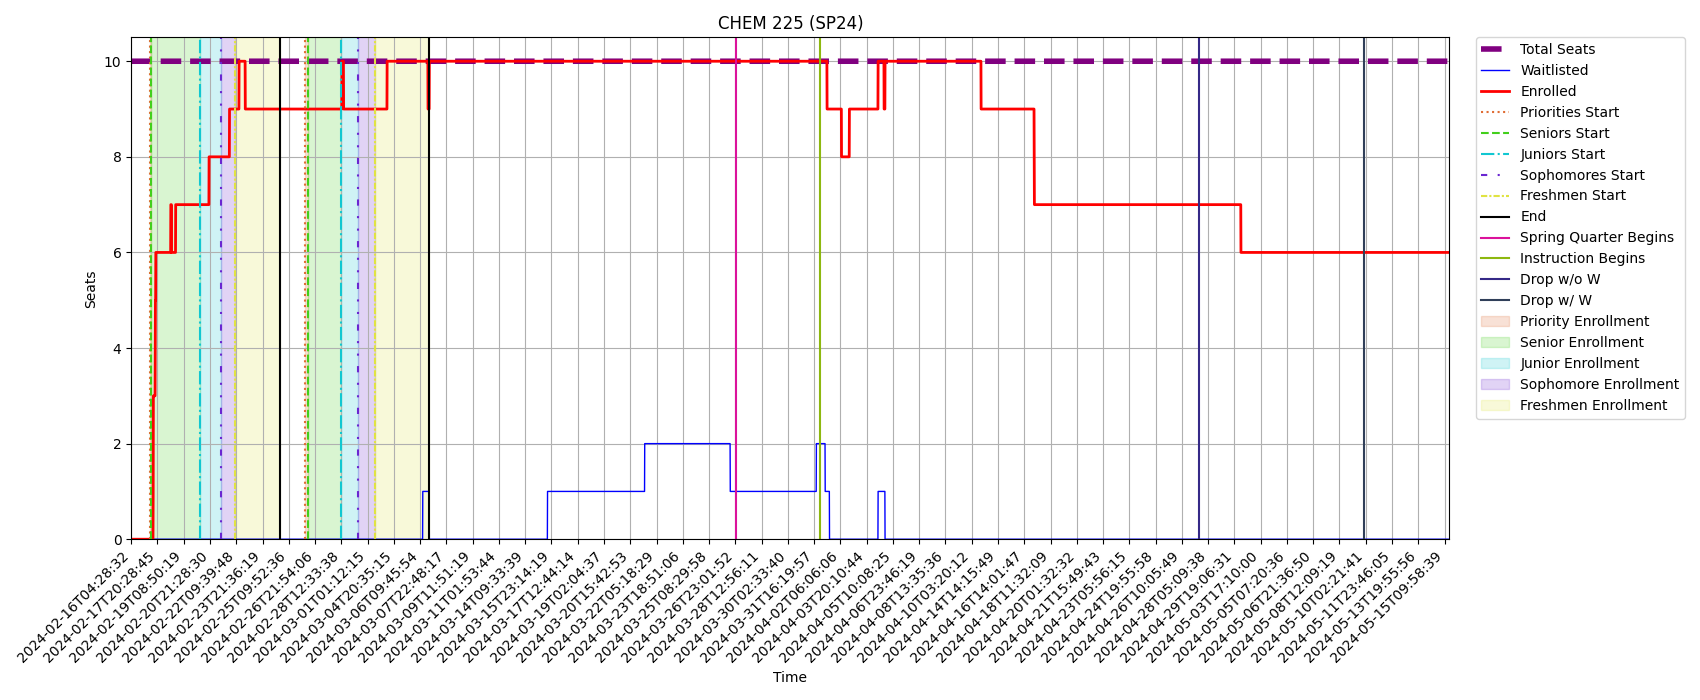 CHEM 225 (SP24)
Seats
10
8
6
4
2
0
2024-02-16T04:28:32
2024-02-17T20:28:45
2024-02-19T08:50:19
2024-02-20T21:28:30
2024-02-22T09:39:48
2024-02-23T21:36:19
2024-02-25T09:52:36
2024-02-26T21:54:06
2024-02-28T12:33:38
2024-03-01T01:12:15
2024-03-04T20:35:15
2024-03-06T09:45:54
2024-03-07T22:48:17
2024-03-11T01:51:19
2024-03-12T01:53:44
2024-03-14T09:33:39
2024-03-15T23:14:19
2024-03-17T12:44:14
2024-03-19T02:04:37
2024-03-20T15:42:53
2024-03-22T05:18:29
2024-03-23T18:51:06
2024-03-25T08:29:58
2024-03-26T23:01:52
2024-03-28T12:56:11
2024-03-30T02:33:40
2024-03-31T16:19:57
2024-04-02T06:06:06
2024-04-03T20:10:44
2024-04-05T10:08:25
2024-04-06T23:46:19
2024-04-08T13:35:36
2024-04-10T03:20:12
2024-04-14T14:15:49
2024-04-16T14:01:47
2024-04-18T11:32:09
2024-04-20T01:32:32
2024-04-21T15:49:43
2024-04-23T05:56:15
2024-04-24T19:55:58
2024-04-26T10:05:49
2024-04-28T05:09:38
2024-04-29T19:06:31
2024-05-03T17:10:00
2024-05-05T07:20:36
2024-05-06T21:36:50
2024-05-08T12:09:19
2024-05-10T02:21:41
2024-05-11T23:46:05
2024-05-13T19:55:56
2024-05-15T09:58:39
Time
Total Seats
Waitlisted
Enrolled
Priorities Start
Seniors Start
Juniors Start
Sophomores Start
Freshmen Start
End
Spring Quarter Begins
Instruction Begins
Drop w/o W
Drop w/ W
Priority Enrollment
Senior Enrollment
Junior Enrollment
Sophomore Enrollment
Freshmen Enrollment